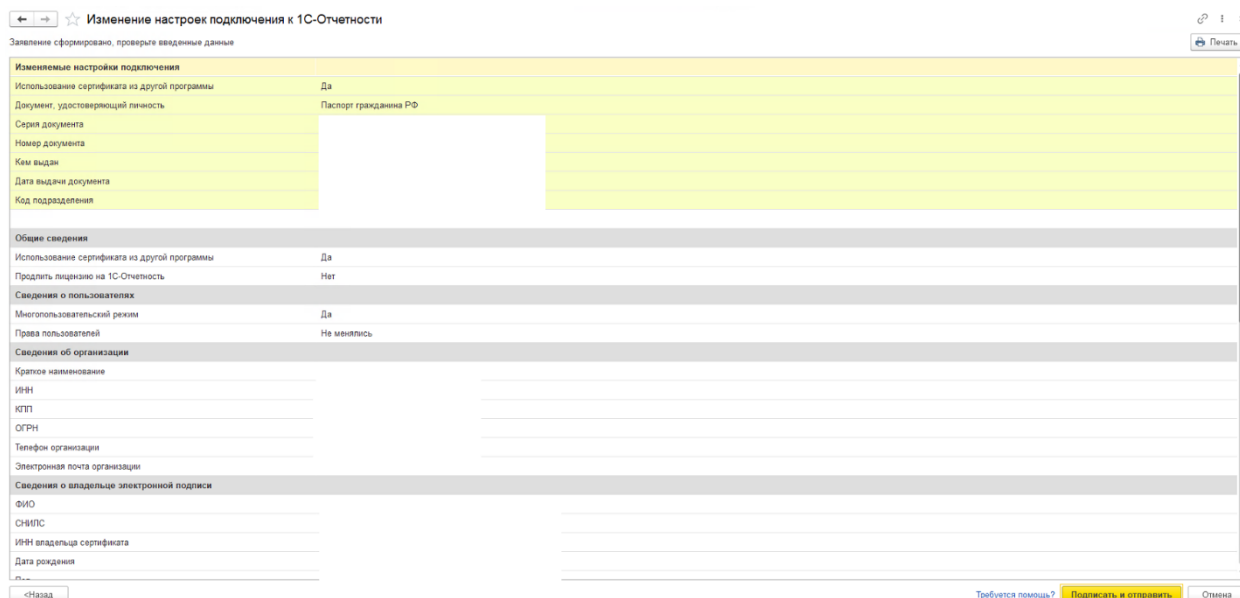 Изменение настроек подключения к 1С-Отчетности
Заявление сформировано, проверьте введенные данные
Печать
Изменяемые настройки подключения
Использование сертификата из другой программы Да
Документ, удостоверяющий личность Паспорт гражданина РФ
Серия документа
Номер документа
Кем выдан
Дата выдачи документа
Код подразделения
Общие сведения
Использование сертификата из другой программы Да
Продлить лицензию на 1С-Отчетность Нет
Сведения о пользователях
Многопользовательский режим Да
Права пользователей Не менялись
Сведения об организации
Краткое наименование
ИНН
КПП
ОГРН
Телефон организации
Электронная почта организации
Сведения о владельце электронной подписи
ФИО
СНИЛС
ИНН владельца сертификата
Дата рождения
<Назад Требуется помощь? Подписать и отправить Отмена